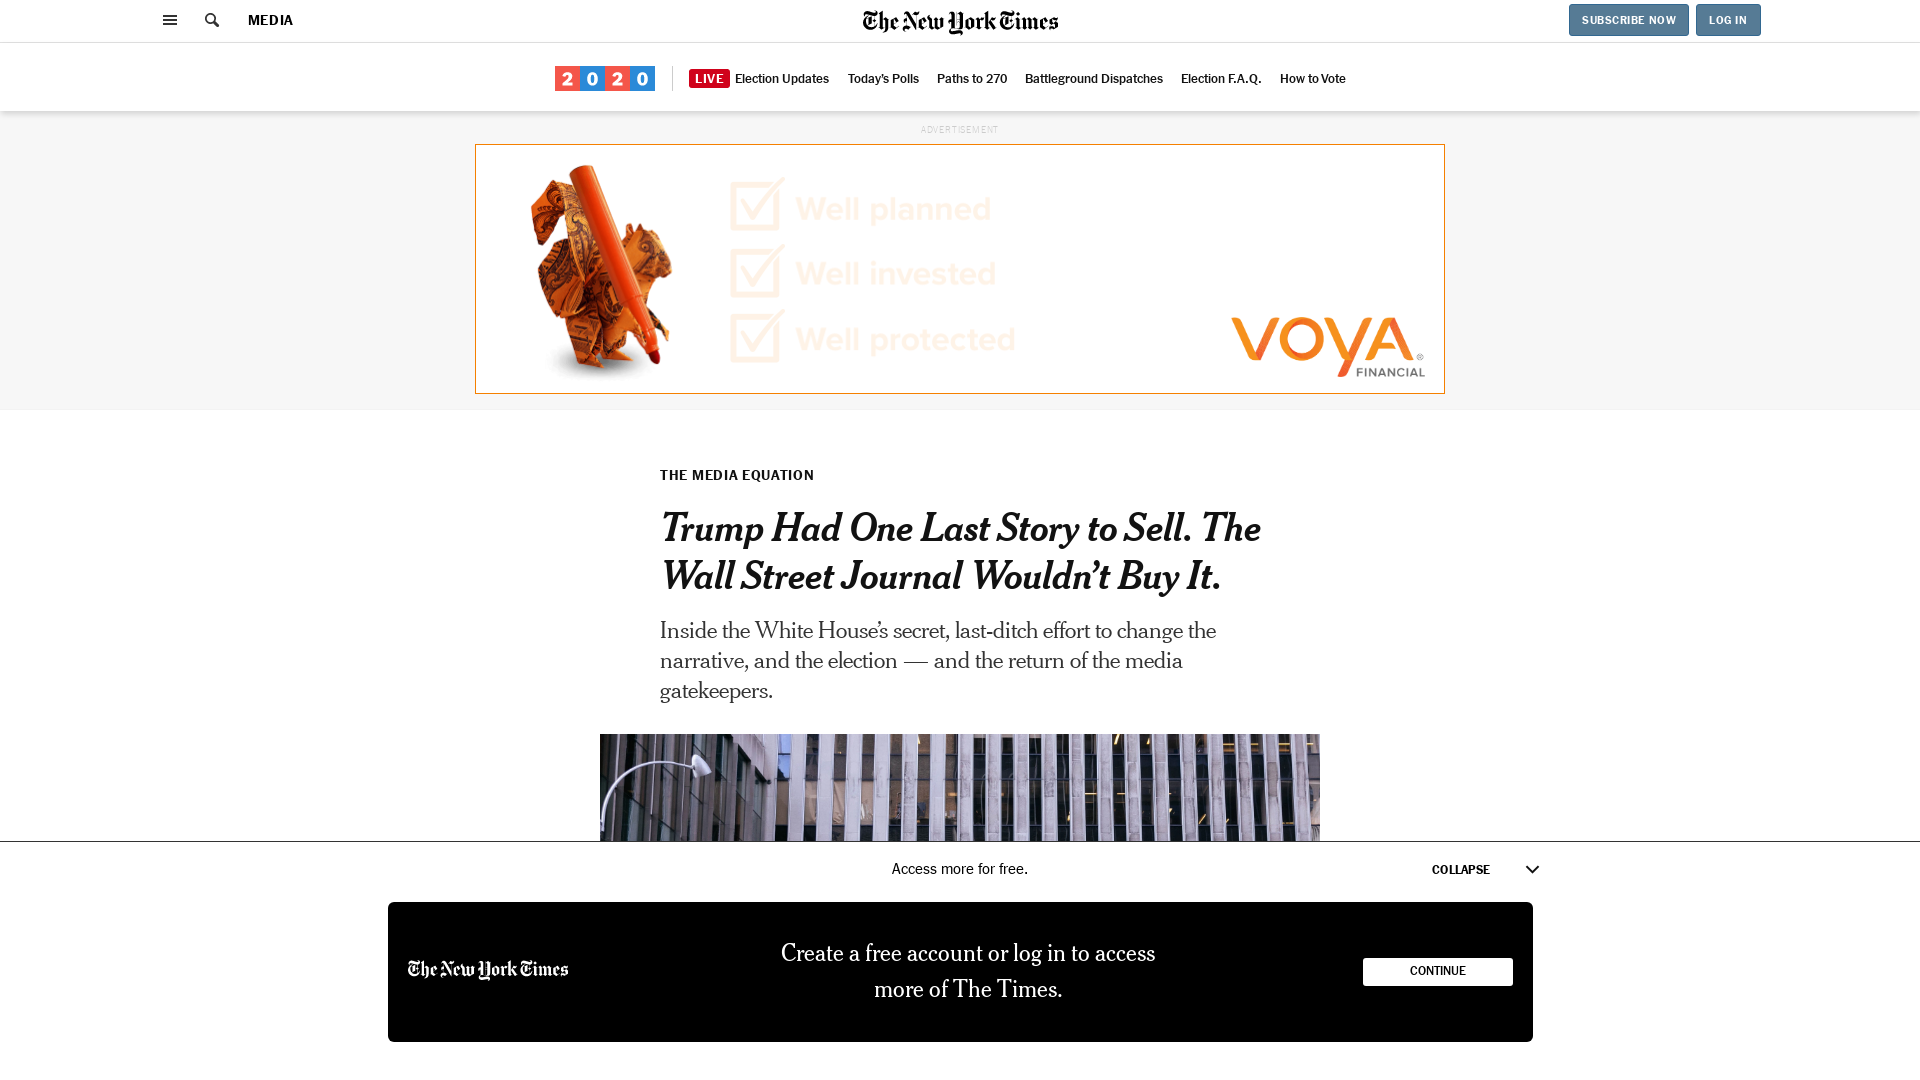 MEDIA
The New York Times
SUBSCRIBE NOW
LOG IN
2020
LIVE Election Updates
Today's Polls
Paths to 270
Battleground Dispatches
Election F.A.Q.
How to Vote
ADVERTISEMENT
Well planned
Well invested
Well protected
VOYA®
FINANCIAL
THE MEDIA EQUATION
Trump Had One Last Story to Sell. The
Wall Street Journal Wouldn’t Buy It.
Inside the White House’s secret, last-ditch effort to change the
narrative, and the election — and the return of the media
gatekeepers.
Access more for free.
COLLAPSE
The New York Times
Create a free account or log in to access
more of The Times.
CONTINUE